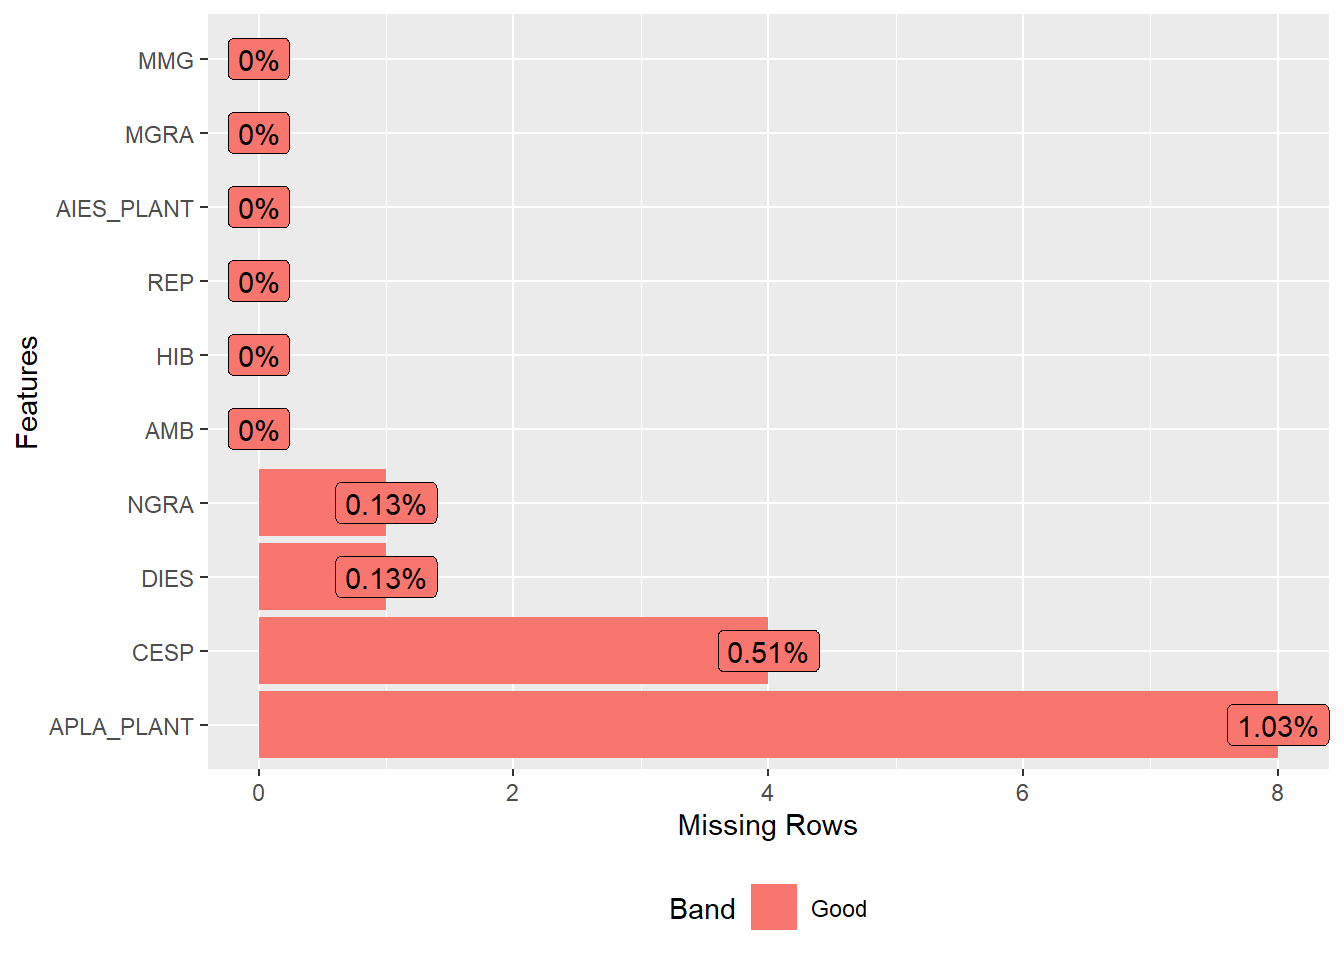 Features
MMG 0%
MGRA 0%
AIES_PLANT 0%
REP 0%
HIB 0%
AMB 0%
NGRA 0.13%
DIES 0.13%
CESP 0.51%
APLA_PLANT 1.03%
0 2 4 6 8
Missing Rows
Band Good